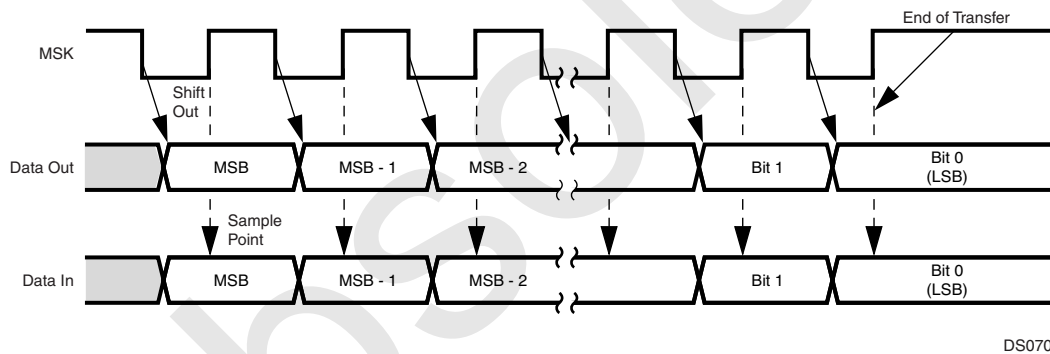 End of Transfer
MSK
Shift
Out
Data Out
MSB
MSB - 1
MSB - 2
Bit 1
Bit 0
(LSB)
Sample
Point
Data In
MSB
MSB - 1
MSB - 2
Bit 1
Bit 0
(LSB)
DS070